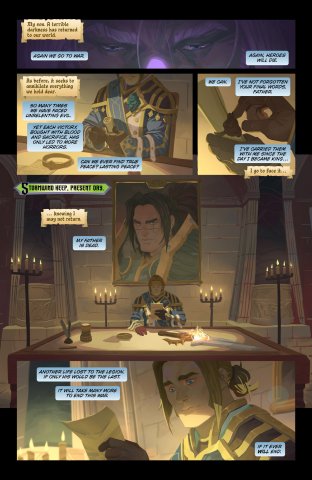 My son. A terrible
darkness has returned
to our world.
AGAIN WE GO TO WAR.
AGAIN, HEROES
WILL DIE.
As before, it seeks to
annihilate everything
we hold dear.
SO MANY TIMES
WE HAVE FACED
UNRELENTING EVIL.
YET EACH VICTORY,
BOUGHT WITH BLOOD
AND SACRIFICE, HAS
ONLY LED TO MORE
HORRORS.
CAN WE EVER FIND TRUE
PEACE? LASTING PEACE?
WE CAN.
I'VE NOT FORGOTTEN
YOUR FINAL WORDS,
FATHER.
I'VE CARRIED THEM
WITH ME SINCE THE
DAY I BECAME KING...
I go to face it...
STORMWIND KEEP. PRESENT DAY.
... knowing I
may not return.
MY FATHER
IS DEAD.
ANOTHER LIFE LOST TO THE LEGION.
IF ONLY HIS WOULD BE THE LAST.
IT WILL TAKE MANY MORE
TO END THIS WAR.
IF IT EVER
WILL END.